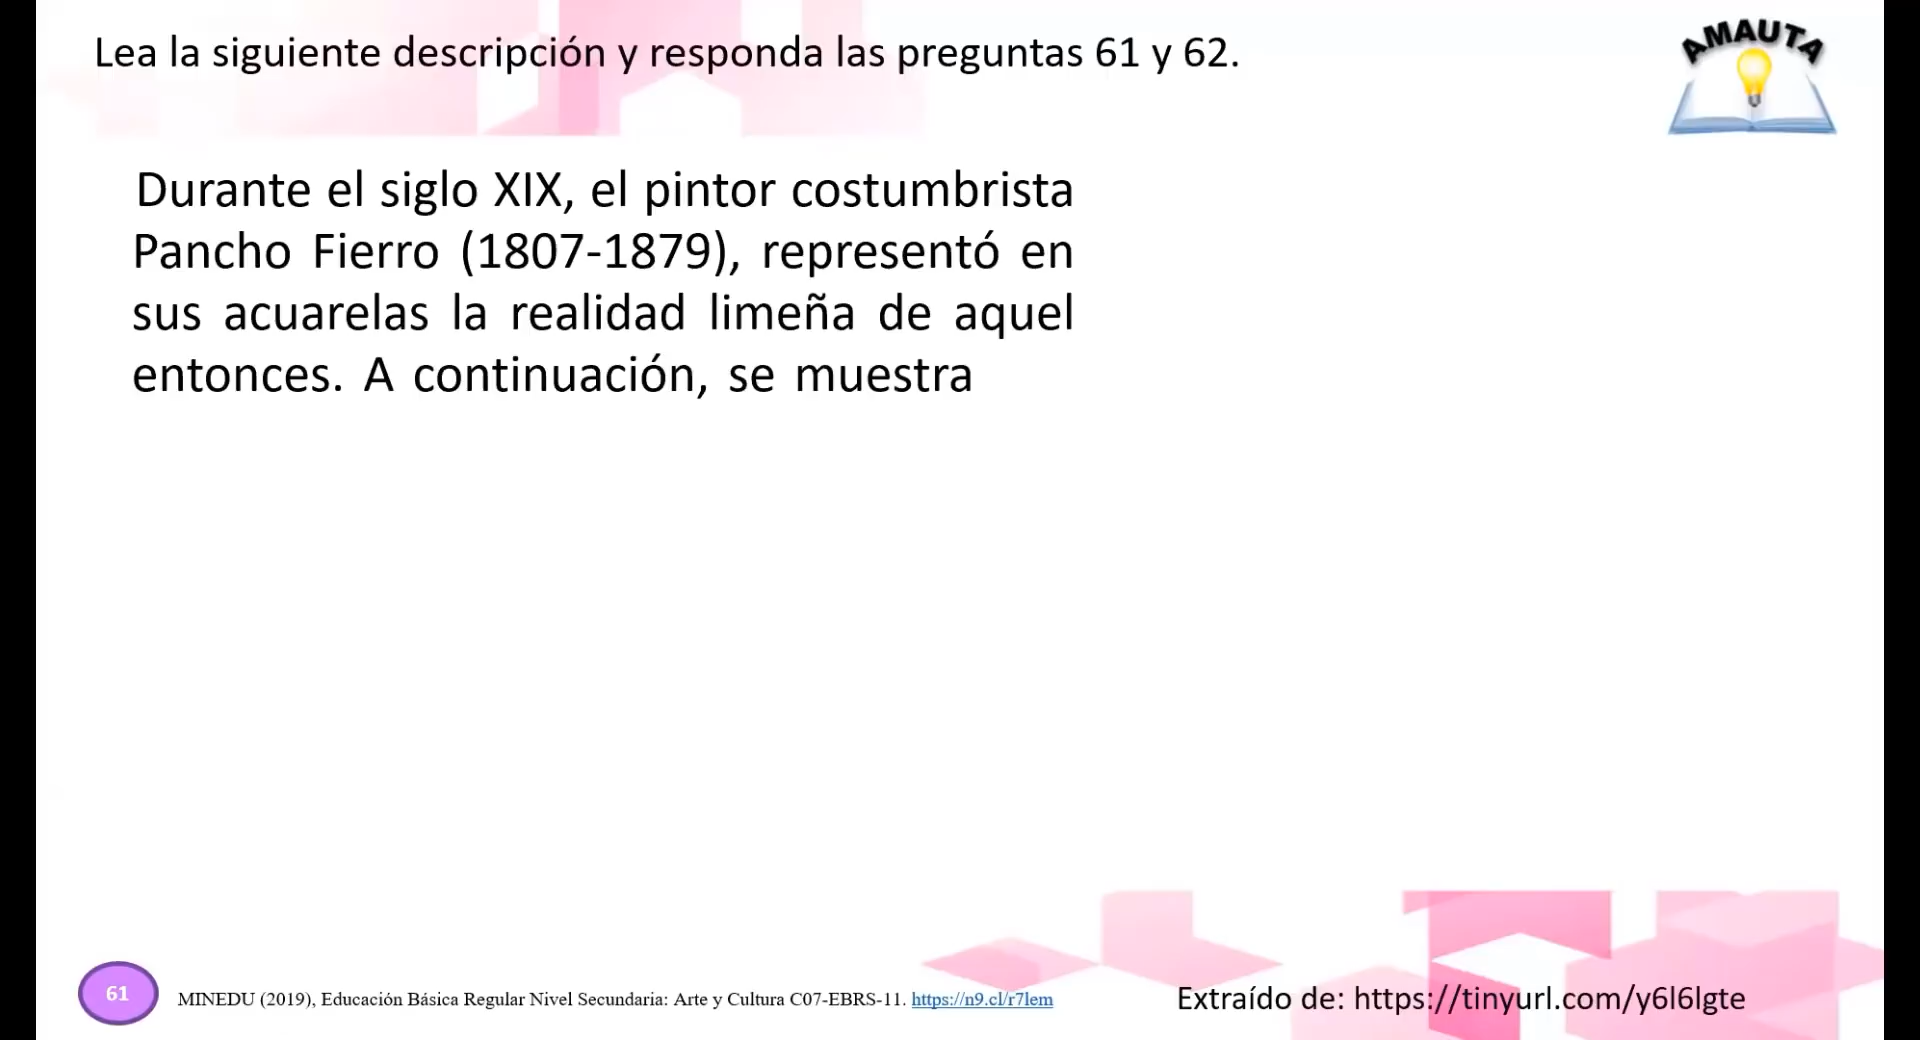 Lea la siguiente descripción y responda las preguntas 61 y 62.
AMAUTA
Durante el siglo XIX, el pintor costumbrista
Pancho Fierro (1807-1879), representó en
sus acuarelas la realidad limeña de aquel
entonces. A continuación, se muestra
61
MINEDU (2019), Educación Básica Regular Nivel Secundaria: Arte y Cultura C07-EBRS-11. https://n9.cl/r7lem
Extraído de: https://tinyurl.com/y6l6lgte